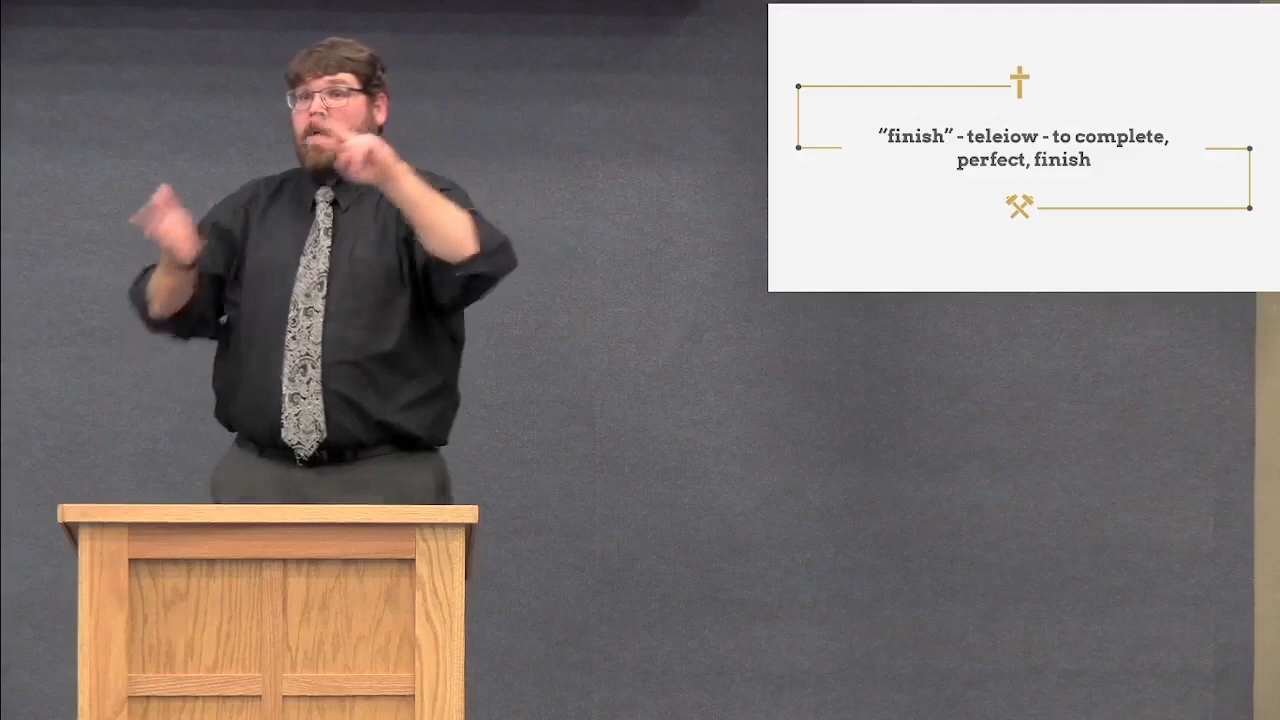 “finish” - teleiow - to complete,
perfect, finish